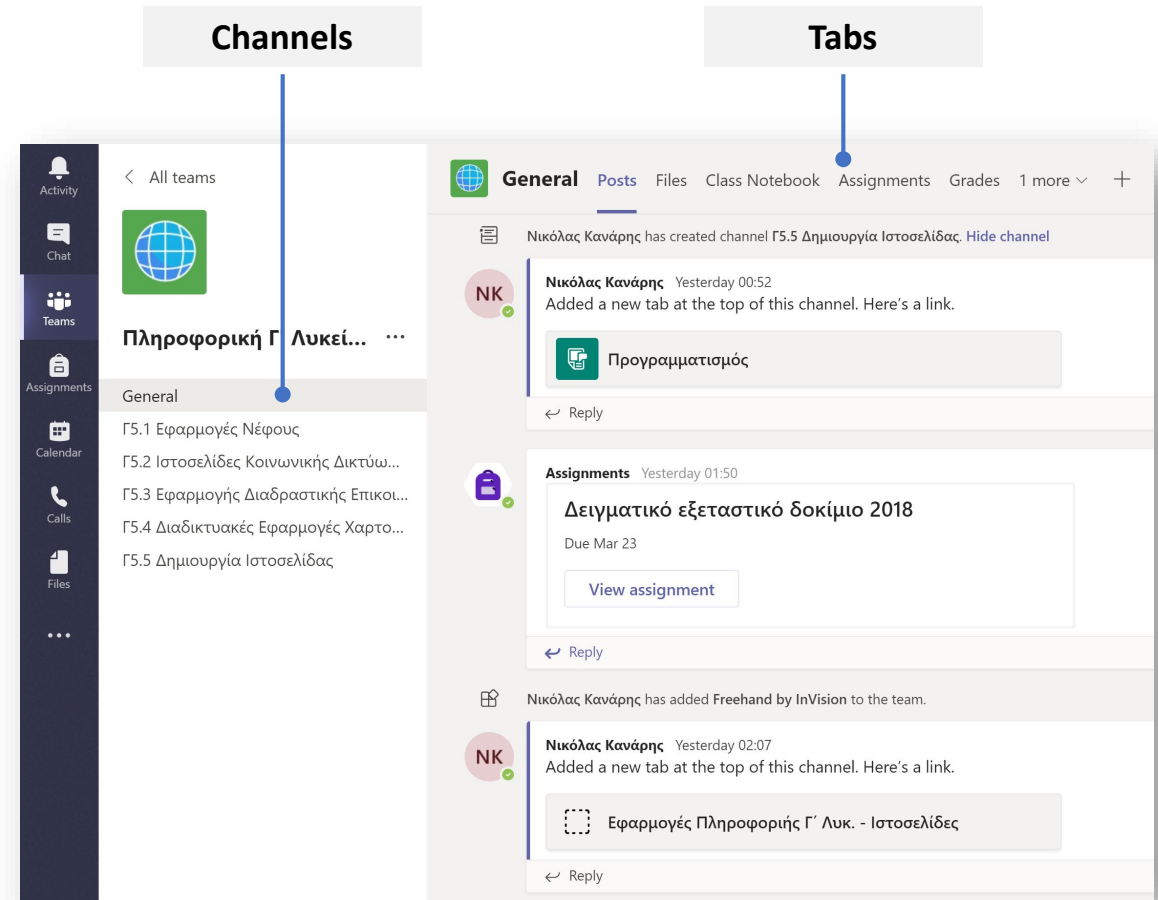 Channels
Tabs
Activity
Chat
Teams
Assignments
Calendar
Calls
Files
All teams
Πληροφορική Γ Λυκεί... ...
General
Γ5.1 Εφαρμογές Νέφους
Γ5.2 Ιστοσελίδες Κοινωνικής Δικτύω...
Γ5.3 Εφαρμογής Διαδραστικής Επικοι...
Γ5.4 Διαδικτυακές Εφαρμογές Χαρτο...
Γ5.5 Δημιουργία Ιστοσελίδας
General Posts Files Class Notebook Assignments Grades 1 more +
Νικόλας Κανάρης has created channel Γ5.5 Δημιουργία Ιστοσελίδας. Hide channel
NK
Νικόλας Κανάρης Yesterday 00:52
Added a new tab at the top of this channel. Here's a link.
Προγραμματισμός
Reply
Assignments Yesterday 01:50
Δειγματικό εξεταστικό δοκίμιο 2018
Due Mar 23
View assignment
Reply
Νικόλας Κανάρης has added Freehand by InVision to the team.
NK
Νικόλας Κανάρης Yesterday 02:07
Added a new tab at the top of this channel. Here's a link.
Εφαρμογές Πληροφοριής Γ΄ Λυκ. - Ιστοσελίδες
Reply